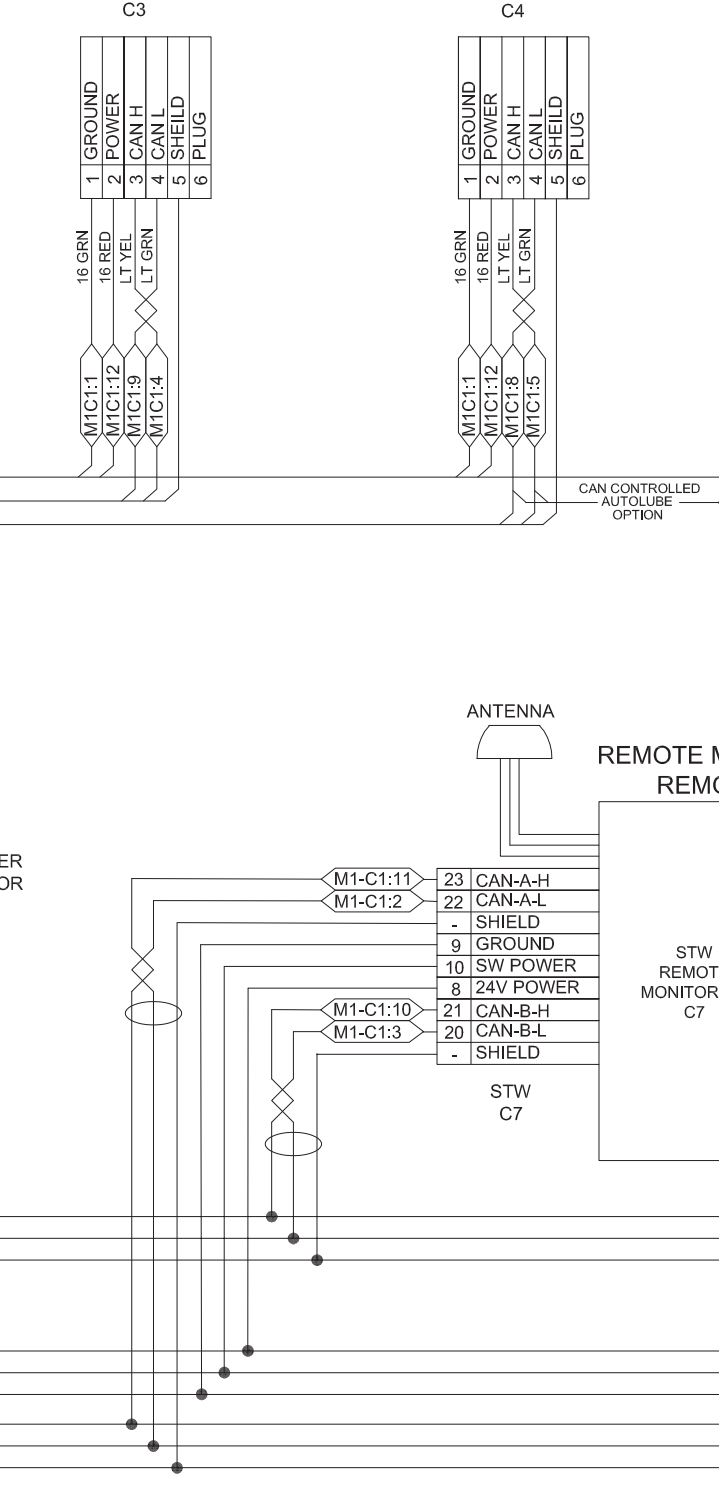 C3
C4
GROUND
POWER
CAN H
CAN L
SHEILD
PLUG
1
2
3
4
5
6
GROUND
POWER
CAN H
CAN L
SHEILD
PLUG
1
2
3
4
5
6
16 GRN
16 RED
LT YEL
LT GRN
16 GRN
16 RED
LT YEL
LT GRN
M1C1:1
M1C1:12
M1C1:9
M1C1:4
M1C1:1
M1C1:12
M1C1:8
M1C1:5
CAN CONTROLLED
AUTOLUBE
OPTION
ANTENNA
REMOTE M
REMO
ER
OR
M1-C1:11 23 CAN-A-H
M1-C1:2 22 CAN-A-L
- SHIELD
9 GROUND
10 SW POWER
8 24V POWER
M1-C1:10 21 CAN-B-H
M1-C1:3 20 CAN-B-L
- SHIELD
STW
C7
STW
REMOT
MONITOR
C7